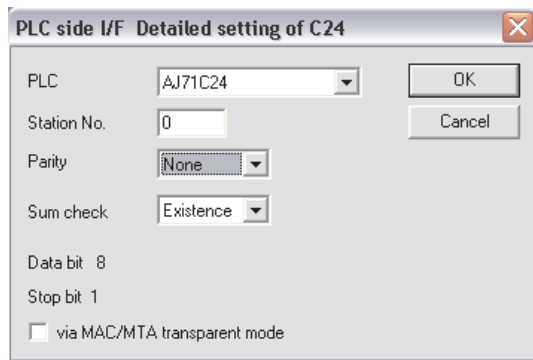 PLC side I/F Detailed setting of C24
PLC AJ71C24 OK
Station No. 0 Cancel
Parity None
Sum check Existence
Data bit 8
Stop bit 1
via MAC/MTA transparent mode